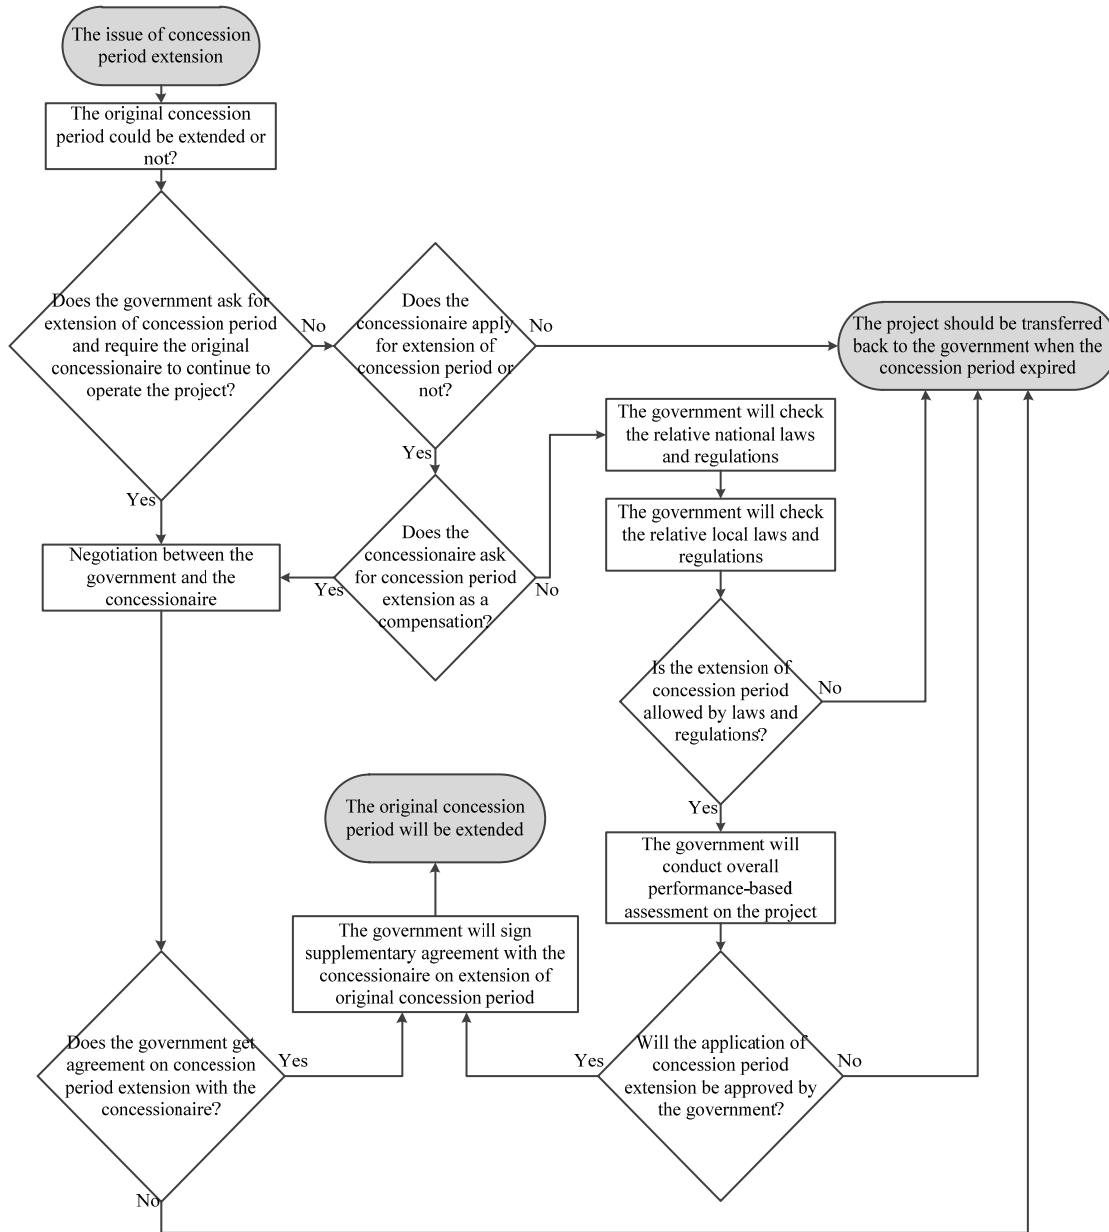 The issue of concession
period extension
The original concession
period could be extended or
not?
Does the government ask for
extension of concession period
and require the original
concessionaire to continue to
operate the project?
No
Does the
concessionaire apply
for extension of
concession period or
not?
No
The project should be transferred
back to the government when the
concession period expired
Yes
Yes
The government will check
the relative national laws
and regulations
The government will check
the relative local laws and
regulations
Negotiation between the
government and the
concessionaire
Does the
concessionaire ask
for concession period
extension as a
compensation?
Yes
No
Is the extension of
concession period
allowed by laws and
regulations?
No
Yes
The original concession
period will be extended
The government will
conduct overall
performance-based
assessment on the project
The government will sign
supplementary agreement with the
concessionaire on extension of
original concession period
Does the government get
agreement on concession
period extension with the
concessionaire?
Yes
Yes
Will the application of
concession period
extension be approved by
the government?
No
No